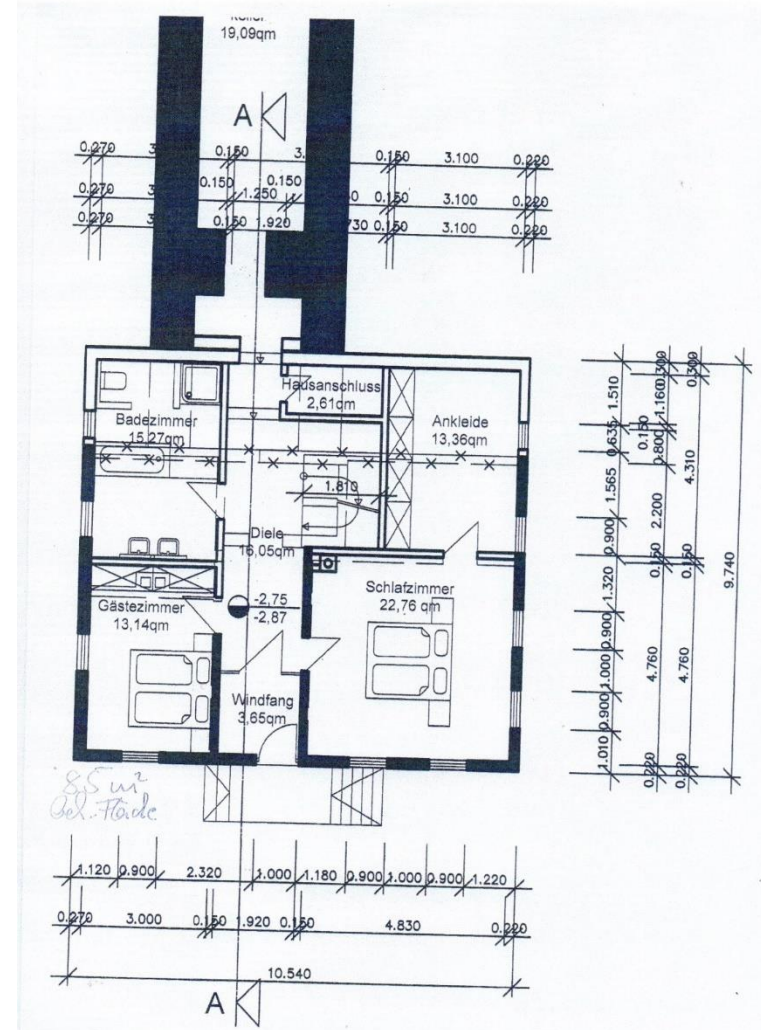 19,09qm
A
0.270 0.150 3. 0.150 3.100 0.220
0.150 0.150
0.270 1.250 0.150 3.100 0.220
0.270 0.150 1.920 .730 0.150 3.100 0.220
Hausanschluss
2,61qm
Badezimmer
15,27qm
Ankleide
13,36qm
1.810
Diele
16,05qm
Schlafzimmer
22,76 qm
Gästezimmer
13,14qm
-2,75
-2,87
Windfang
3,65qm
1.510
0.635
1.565
0.900
1.320
0.900
1.000
0.900
1.010
0.300
1.160
0.150
0.800
2.200
0.150
4.760
0.220
0.300
4.310
0.150
4.760
0.220
9.740
8,5 m²
1.120 0.900 2.320 1.000 1.180 0.900 1.000 0.900 1.220
0.270 3.000 0.150 1.920 0.150 4.830 0.220
10.540
A